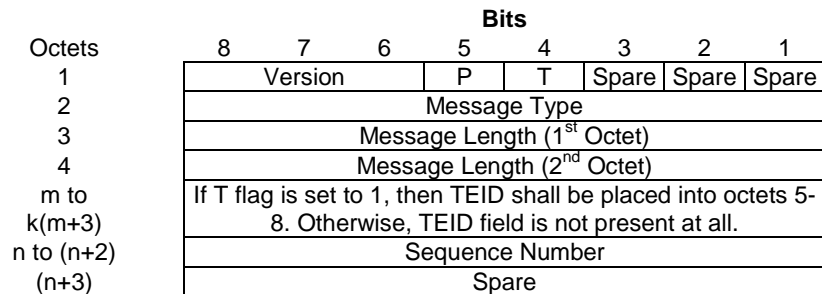 Bits
Octets 8 7 6 5 4 3 2 1
1 Version P T Spare Spare Spare
2 Message Type
3 Message Length (1st Octet)
4 Message Length (2nd Octet)
m to If T flag is set to 1, then TEID shall be placed into octets 5-
k(m+3) 8. Otherwise, TEID field is not present at all.
n to (n+2) Sequence Number
(n+3) Spare